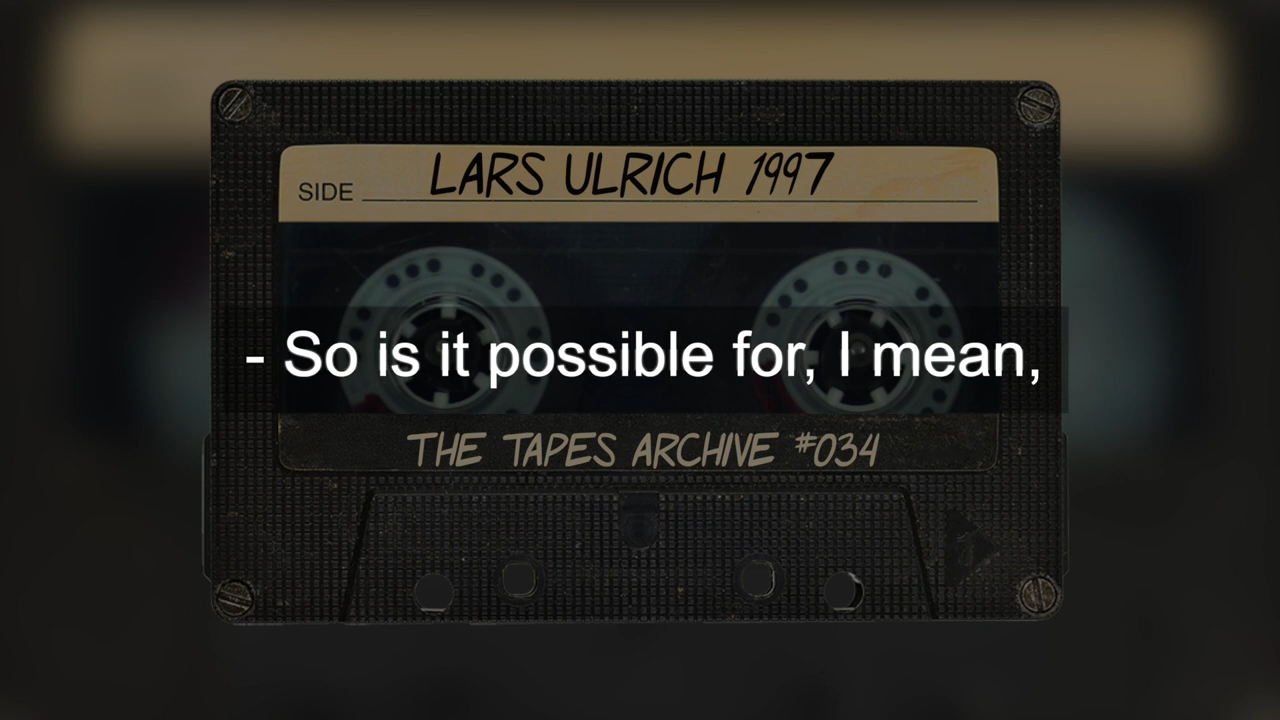 LARS ULRICH 1997
SIDE
- So is it possible for, I mean,
THE TAPES ARCHIVE #034